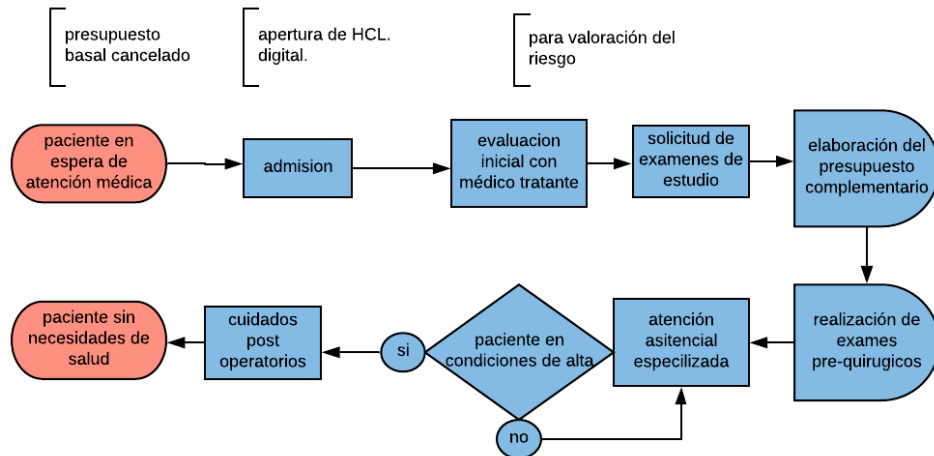 presupuesto
basal cancelado
apertura de HCL.
digital.
para valoración del
riesgo
paciente en
espera de
atención médica
admision
evaluacion
inicial con
médico tratante
solicitud de
examenes de
estudio
elaboración del
presupuesto
complementario
paciente sin
necesidades de
salud
cuidados
post
operatorios
si
paciente en
condiciones de alta
no
atención
asitencial
especilizada
realización de
exames
pre-quirugicos